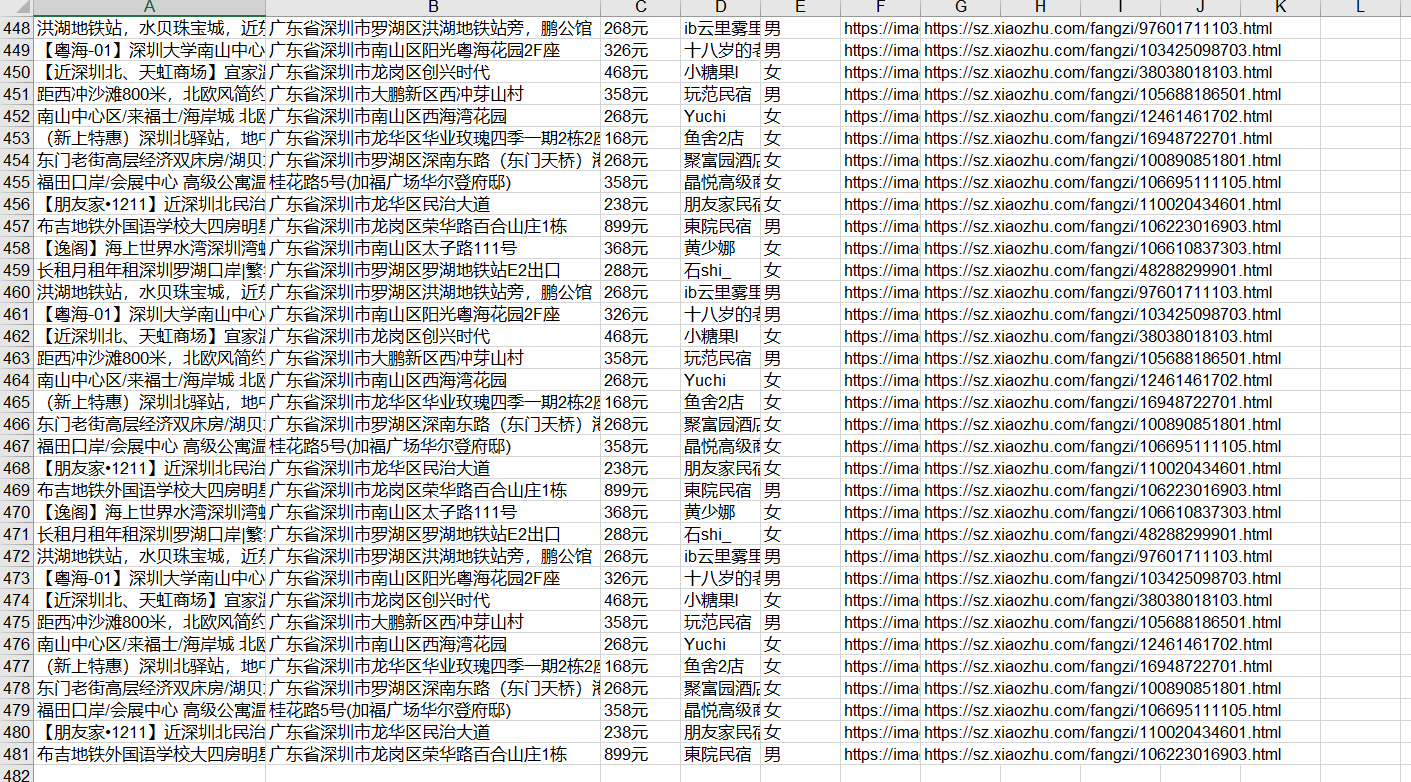 A B C D E F G H I J K L
448 洪湖地铁站，水贝珠宝城，近东 广东省深圳市罗湖区洪湖地铁站旁，鹏公馆 268元 ib云里雾里 男 https://ima https://sz.xiaozhu.com/fangzi/97601711103.html
449 【粤海-01】深圳大学南山中心 广东省深圳市南山区阳光粤海花园2F座 326元 十八岁的老 男 https://ima https://sz.xiaozhu.com/fangzi/103425098703.html
450 【近深圳北、天虹商场】宜家温 广东省深圳市龙岗区创兴时代 468元 小糖果l 女 https://ima https://sz.xiaozhu.com/fangzi/38038018103.html
451 距西冲沙滩800米，北欧风简约 广东省深圳市大鹏新区西冲芽山村 358元 玩范民宿 男 https://ima https://sz.xiaozhu.com/fangzi/105688186501.html
452 南山中心区/来福士/海岸城 北欧 广东省深圳市南山区西海湾花园 268元 Yuchi 女 https://ima https://sz.xiaozhu.com/fangzi/12461461702.html
453 （新上特惠）深圳北驿站，地中 广东省深圳市龙华区华业玫瑰四季一期2栋2座 168元 鱼舍2店 女 https://ima https://sz.xiaozhu.com/fangzi/16948722701.html
454 东门老街高层经济双床房/湖贝 广东省深圳市罗湖区深南东路（东门天桥）港 268元 聚富园酒店 女 https://ima https://sz.xiaozhu.com/fangzi/100890851801.html
455 福田口岸/会展中心 高级公寓温 桂花路5号(加福广场华尔登府邸) 358元 晶悦高级商 女 https://ima https://sz.xiaozhu.com/fangzi/106695111105.html
456 【朋友家•1211】近深圳北民治 广东省深圳市龙华区民治大道 238元 朋友家民宿 女 https://ima https://sz.xiaozhu.com/fangzi/110020434601.html
457 布吉地铁外国语学校大四房明星 广东省深圳市龙岗区荣华路百合山庄1栋 899元 東院民宿 男 https://ima https://sz.xiaozhu.com/fangzi/106223016903.html
458 【逸阁】海上世界水湾深圳湾蛇 广东省深圳市南山区太子路111号 368元 黄少娜 女 https://ima https://sz.xiaozhu.com/fangzi/106610837303.html
459 长租月租年租深圳罗湖口岸|繁华 广东省深圳市罗湖区罗湖地铁站E2出口 288元 石shi_ 女 https://ima https://sz.xiaozhu.com/fangzi/48288299901.html
460 洪湖地铁站，水贝珠宝城，近东 广东省深圳市罗湖区洪湖地铁站旁，鹏公馆 268元 ib云里雾里 男 https://ima https://sz.xiaozhu.com/fangzi/97601711103.html
461 【粤海-01】深圳大学南山中心 广东省深圳市南山区阳光粤海花园2F座 326元 十八岁的老 男 https://ima https://sz.xiaozhu.com/fangzi/103425098703.html
462 【近深圳北、天虹商场】宜家温 广东省深圳市龙岗区创兴时代 468元 小糖果l 女 https://ima https://sz.xiaozhu.com/fangzi/38038018103.html
463 距西冲沙滩800米，北欧风简约 广东省深圳市大鹏新区西冲芽山村 358元 玩范民宿 男 https://ima https://sz.xiaozhu.com/fangzi/105688186501.html
464 南山中心区/来福士/海岸城 北欧 广东省深圳市南山区西海湾花园 268元 Yuchi 女 https://ima https://sz.xiaozhu.com/fangzi/12461461702.html
465 （新上特惠）深圳北驿站，地中 广东省深圳市龙华区华业玫瑰四季一期2栋2座 168元 鱼舍2店 女 https://ima https://sz.xiaozhu.com/fangzi/16948722701.html
466 东门老街高层经济双床房/湖贝 广东省深圳市罗湖区深南东路（东门天桥）港 268元 聚富园酒店 女 https://ima https://sz.xiaozhu.com/fangzi/100890851801.html
467 福田口岸/会展中心 高级公寓温 桂花路5号(加福广场华尔登府邸) 358元 晶悦高级商 女 https://ima https://sz.xiaozhu.com/fangzi/106695111105.html
468 【朋友家•1211】近深圳北民治 广东省深圳市龙华区民治大道 238元 朋友家民宿 女 https://ima https://sz.xiaozhu.com/fangzi/110020434601.html
469 布吉地铁外国语学校大四房明星 广东省深圳市龙岗区荣华路百合山庄1栋 899元 東院民宿 男 https://ima https://sz.xiaozhu.com/fangzi/106223016903.html
470 【逸阁】海上世界水湾深圳湾蛇 广东省深圳市南山区太子路111号 368元 黄少娜 女 https://ima https://sz.xiaozhu.com/fangzi/106610837303.html
471 长租月租年租深圳罗湖口岸|繁华 广东省深圳市罗湖区罗湖地铁站E2出口 288元 石shi_ 女 https://ima https://sz.xiaozhu.com/fangzi/48288299901.html
472 洪湖地铁站，水贝珠宝城，近东 广东省深圳市罗湖区洪湖地铁站旁，鹏公馆 268元 ib云里雾里 男 https://ima https://sz.xiaozhu.com/fangzi/97601711103.html
473 【粤海-01】深圳大学南山中心 广东省深圳市南山区阳光粤海花园2F座 326元 十八岁的老 男 https://ima https://sz.xiaozhu.com/fangzi/103425098703.html
474 【近深圳北、天虹商场】宜家温 广东省深圳市龙岗区创兴时代 468元 小糖果l 女 https://ima https://sz.xiaozhu.com/fangzi/38038018103.html
475 距西冲沙滩800米，北欧风简约 广东省深圳市大鹏新区西冲芽山村 358元 玩范民宿 男 https://ima https://sz.xiaozhu.com/fangzi/105688186501.html
476 南山中心区/来福士/海岸城 北欧 广东省深圳市南山区西海湾花园 268元 Yuchi 女 https://ima https://sz.xiaozhu.com/fangzi/12461461702.html
477 （新上特惠）深圳北驿站，地中 广东省深圳市龙华区华业玫瑰四季一期2栋2座 168元 鱼舍2店 女 https://ima https://sz.xiaozhu.com/fangzi/16948722701.html
478 东门老街高层经济双床房/湖贝 广东省深圳市罗湖区深南东路（东门天桥）港 268元 聚富园酒店 女 https://ima https://sz.xiaozhu.com/fangzi/100890851801.html
479 福田口岸/会展中心 高级公寓温 桂花路5号(加福广场华尔登府邸) 358元 晶悦高级商 女 https://ima https://sz.xiaozhu.com/fangzi/106695111105.html
480 【朋友家•1211】近深圳北民治 广东省深圳市龙华区民治大道 238元 朋友家民宿 女 https://ima https://sz.xiaozhu.com/fangzi/110020434601.html
481 布吉地铁外国语学校大四房明星 广东省深圳市龙岗区荣华路百合山庄1栋 899元 東院民宿 男 https://ima https://sz.xiaozhu.com/fangzi/106223016903.html
482